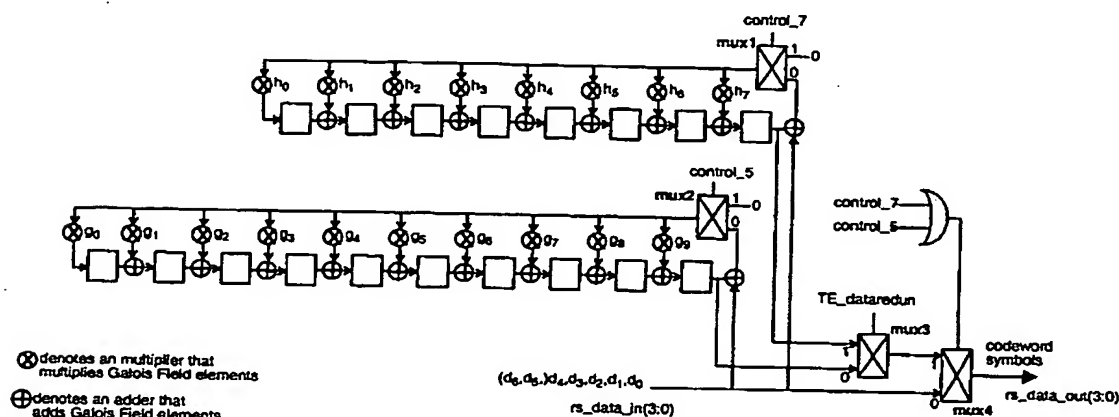 control_7
mux1
1 0
0
h0 h1 h2 h3 h4 h5 h6 h7
control_5
mux2
1 0
0
g0 g1 g2 g3 g4 g5 g6 g7 g8 g9
control_7
control_5
TE_dataredun
mux3
1
0
codeword
symbols
1
0
rs_data_out(3:0)
mux4
(d6,d5,)d4,d3,d2,d1,d0
rs_data_in(3:0)
⊗ denotes an multiplier that
multiplies Galois Field elements
⊕ denotes an adder that
adds Galois Field elements